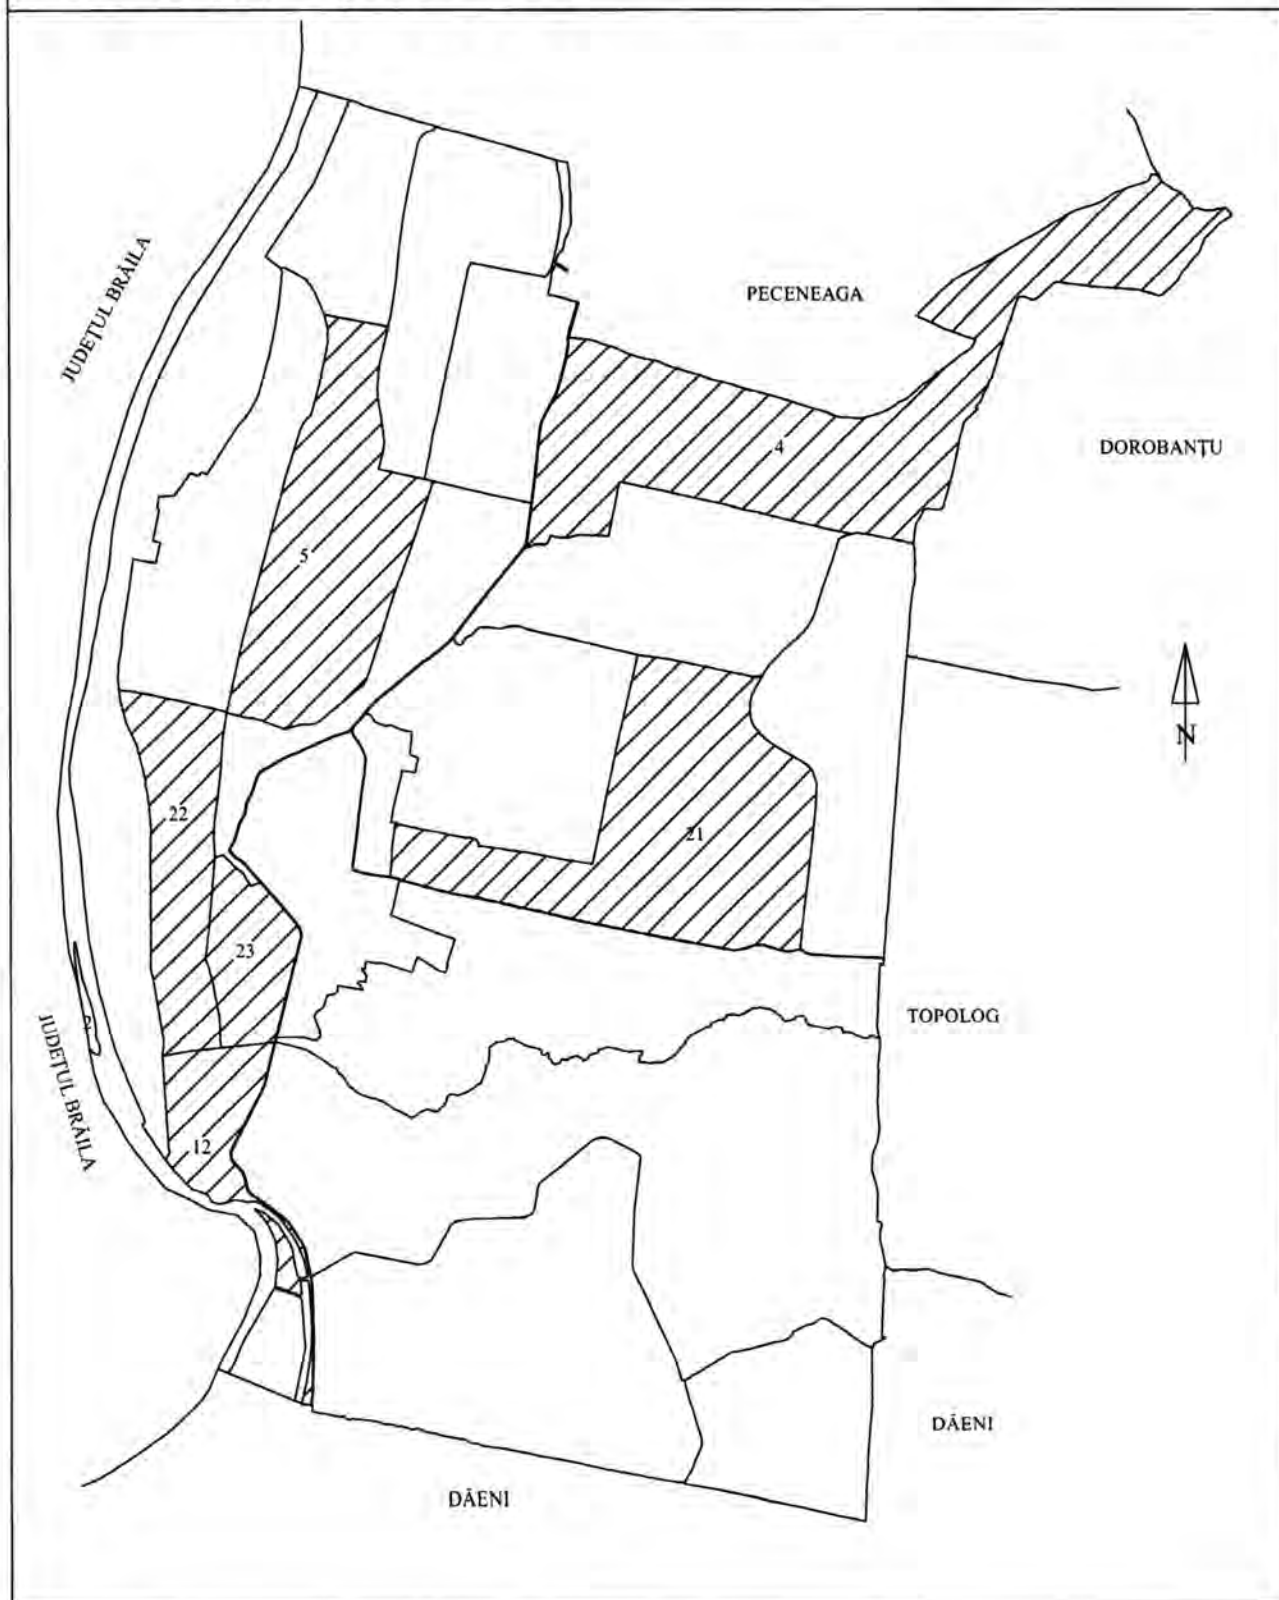 JUDEȚUL BRĂILA
PECENEAGA
4
DOROBANȚU
5
N
22
21
23
TOPOLOG
JUDEȚUL BRĂILA
12
DĂENI
DĂENI